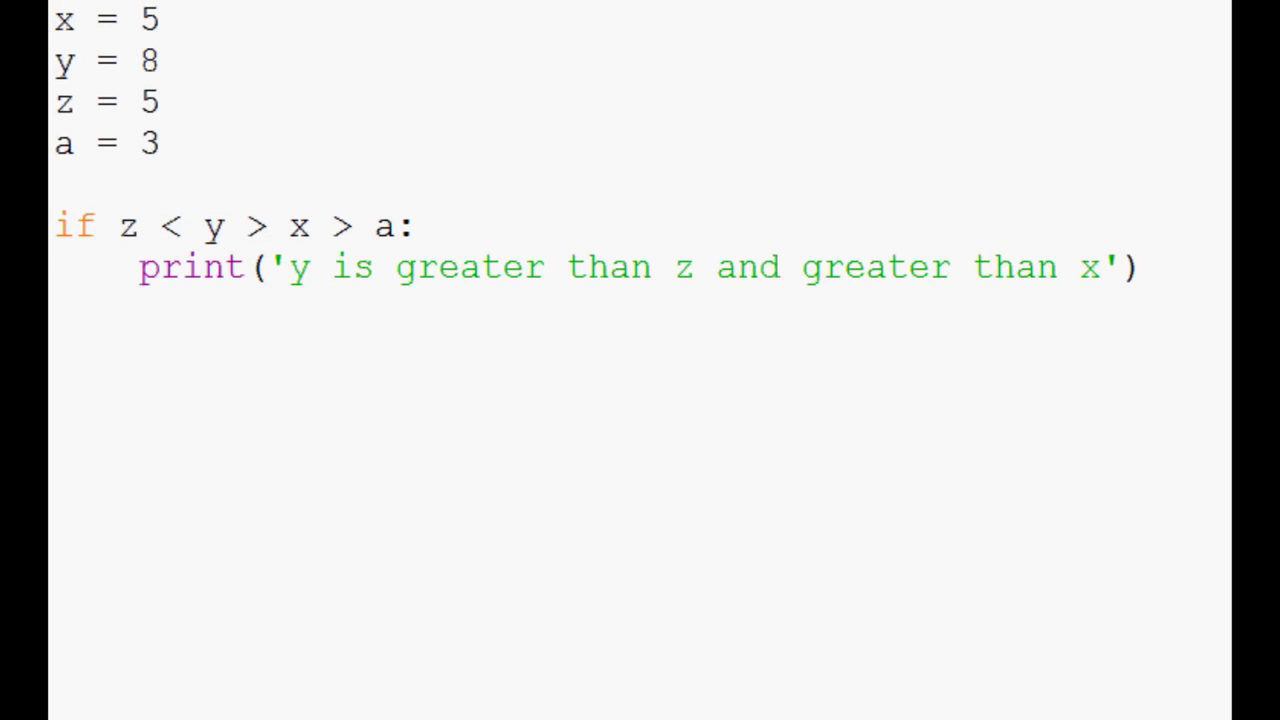 x = 5
y = 8
z = 5
a = 3
if z < y > x > a:
    print('y is greater than z and greater than x')